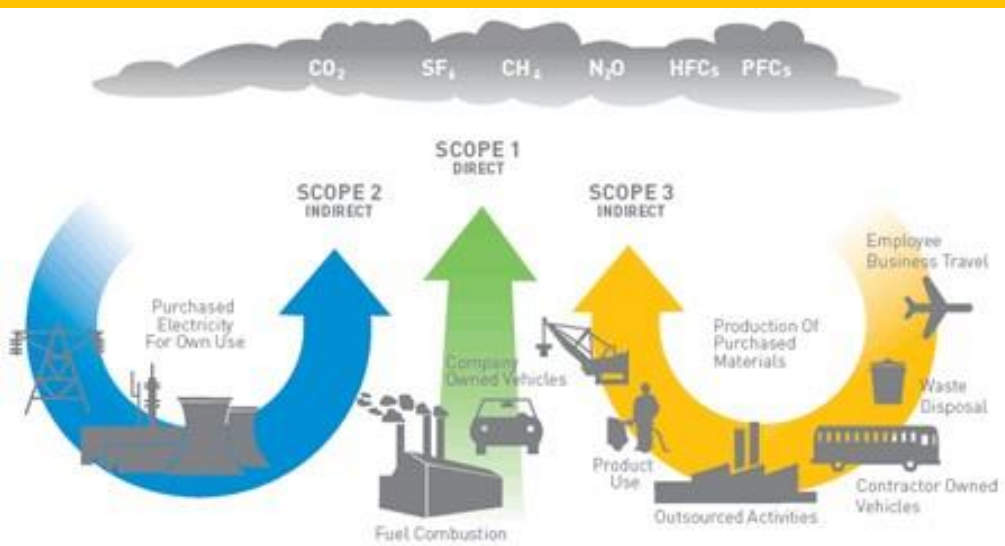 CO₂ SF₆ CH₄ N₂O HFCs PFCs
SCOPE 1
DIRECT
SCOPE 2
INDIRECT
SCOPE 3
INDIRECT
Purchased
Electricity
For Own Use
Company
Owned Vehicles
Fuel Combustion
Production Of
Purchased
Materials
Employee
Business Travel
Waste
Disposal
Contractor Owned
Vehicles
Outsourced Activities
Product
Use